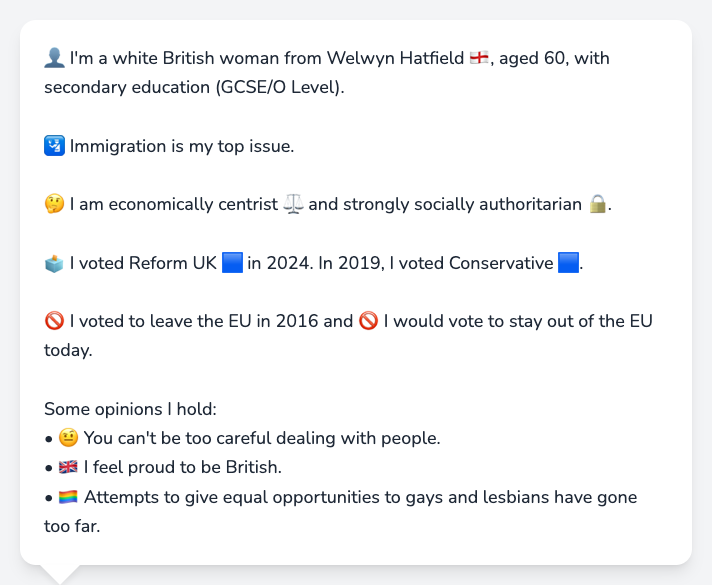 👤 I'm a white British woman from Welwyn Hatfield 🏴󠁧󠁢󠁥󠁮󠁧󠁿, aged 60, with
secondary education (GCSE/O Level).
🛂 Immigration is my top issue.
🤔 I am economically centrist ⚖️ and strongly socially authoritarian 🔒.
🗳️ I voted Reform UK 🟦 in 2024. In 2019, I voted Conservative 🟦.
🚫 I voted to leave the EU in 2016 and 🚫 I would vote to stay out of the EU
today.
Some opinions I hold:
• 🤨 You can't be too careful dealing with people.
• 🇬🇧 I feel proud to be British.
• 🏳️‍🌈 Attempts to give equal opportunities to gays and lesbians have gone
too far.